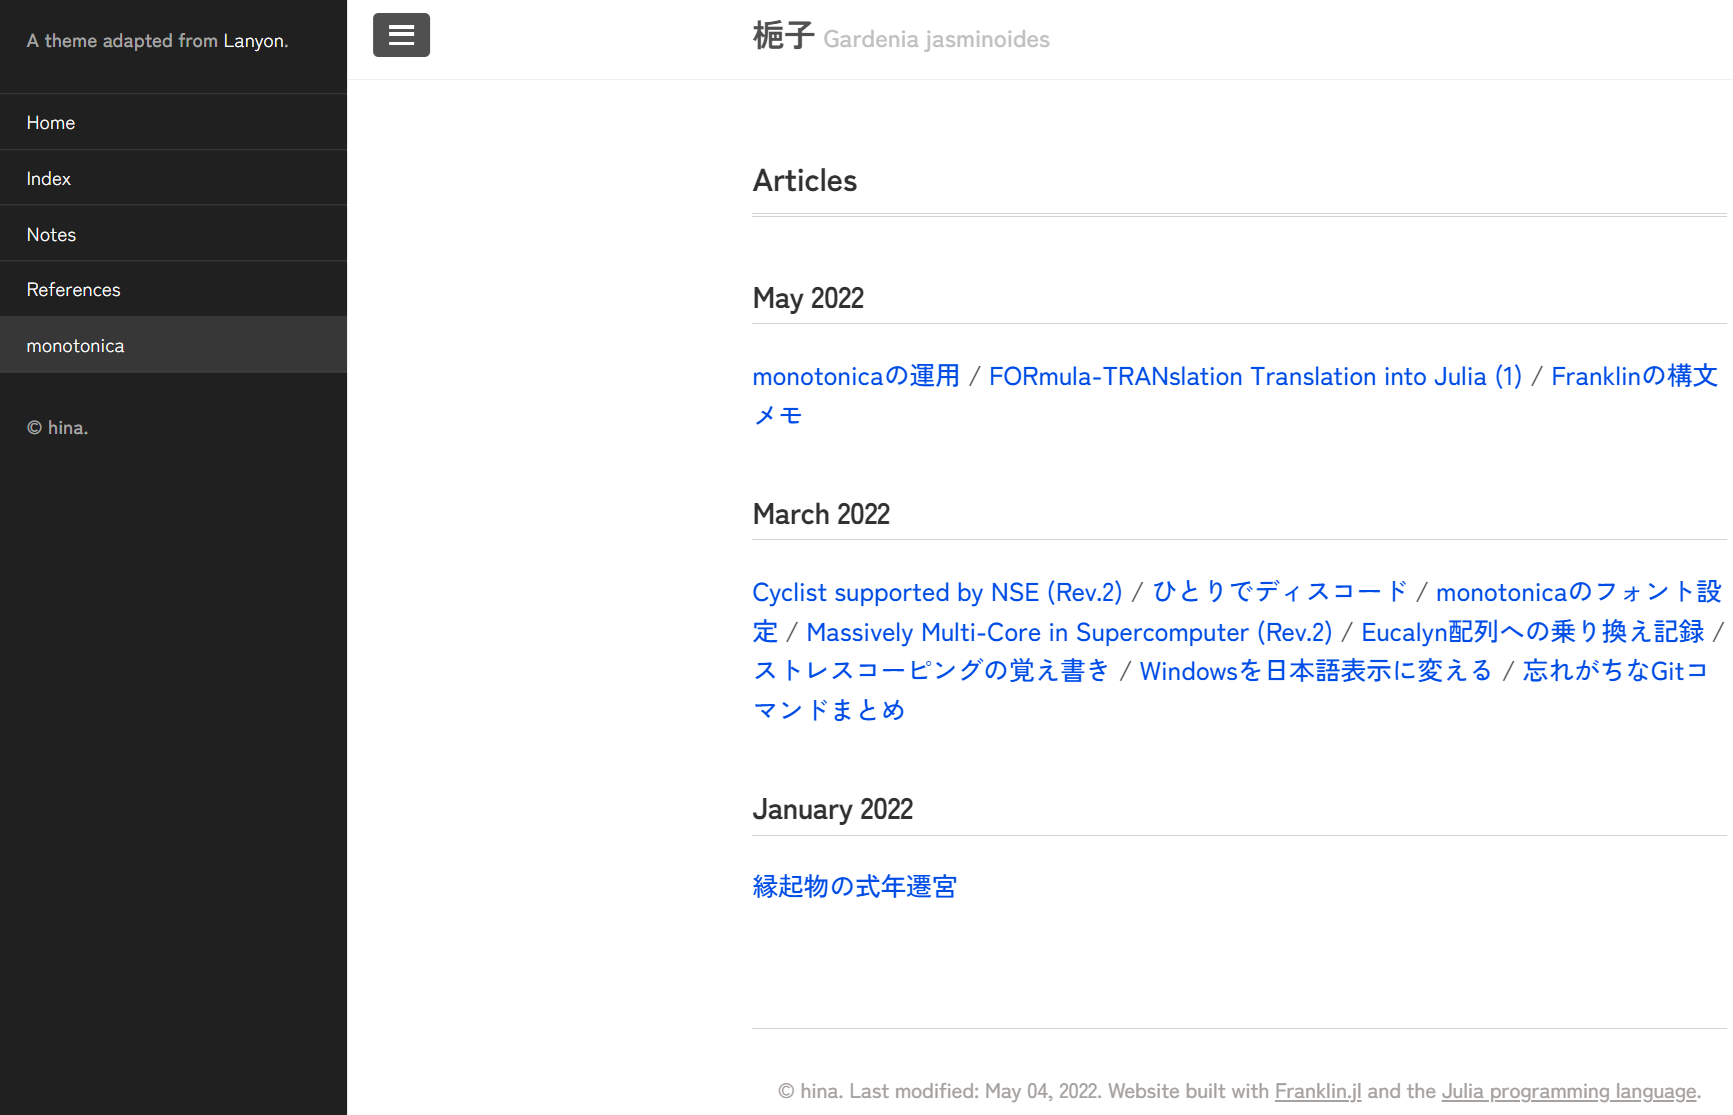 A theme adapted from Lanyon.
Home
Index
Notes
References
monotonica
© hina.
梔子 Gardenia jasminoides
Articles
May 2022
monotonicaの運用 / FORmula-TRANslation Translation into Julia (1) / Franklinの構文
メモ
March 2022
Cyclist supported by NSE (Rev.2) / ひとりでディスコード / monotonicaのフォント設
定 / Massively Multi-Core in Supercomputer (Rev.2) / Eucalyn配列への乗り換え記録 /
ストレスコーピングの覚え書き / Windowsを日本語表示に変える / 忘れがちなGitコ
マンドまとめ
January 2022
縁起物の式年遷宮
© hina. Last modified: May 04, 2022. Website built with Franklin.jl and the Julia programming language.